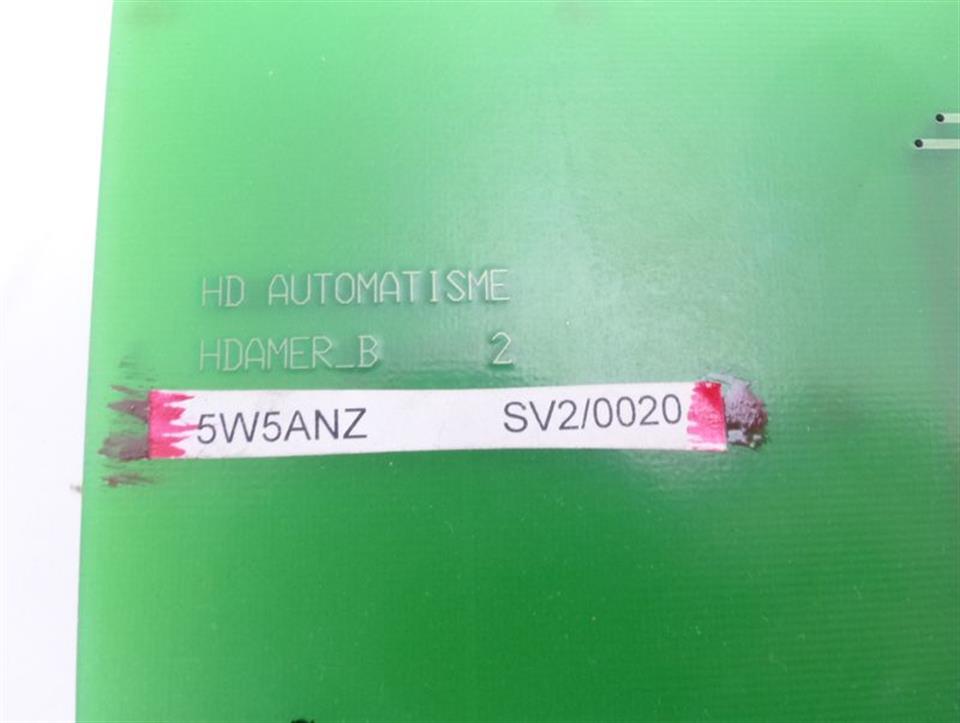 HD AUTOMATISME
HDAMER_B 2
5W5ANZ SV2/0020